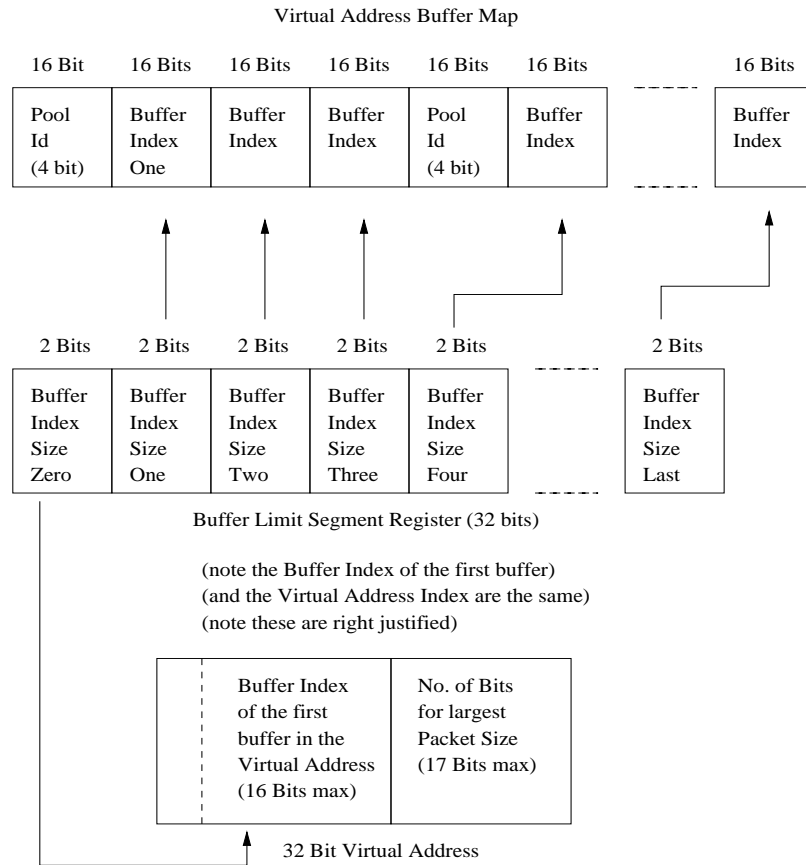 Virtual Address Buffer Map
16 Bit 16 Bits 16 Bits 16 Bits 16 Bits 16 Bits 16 Bits
Pool Buffer Buffer Buffer Pool Buffer Buffer
Id Index Index Index Id Index Index
(4 bit) One (4 bit)
2 Bits 2 Bits 2 Bits 2 Bits 2 Bits 2 Bits
Buffer Buffer Buffer Buffer Buffer Buffer
Index Index Index Index Index Index
Size Size Size Size Size Size
Zero One Two Three Four Last
Buffer Limit Segment Register (32 bits)
(note the Buffer Index of the first buffer)
(and the Virtual Address Index are the same)
(note these are right justified)
Buffer Index No. of Bits
of the first for largest
buffer in the Packet Size
Virtual Address (17 Bits max)
(16 Bits max)
32 Bit Virtual Address